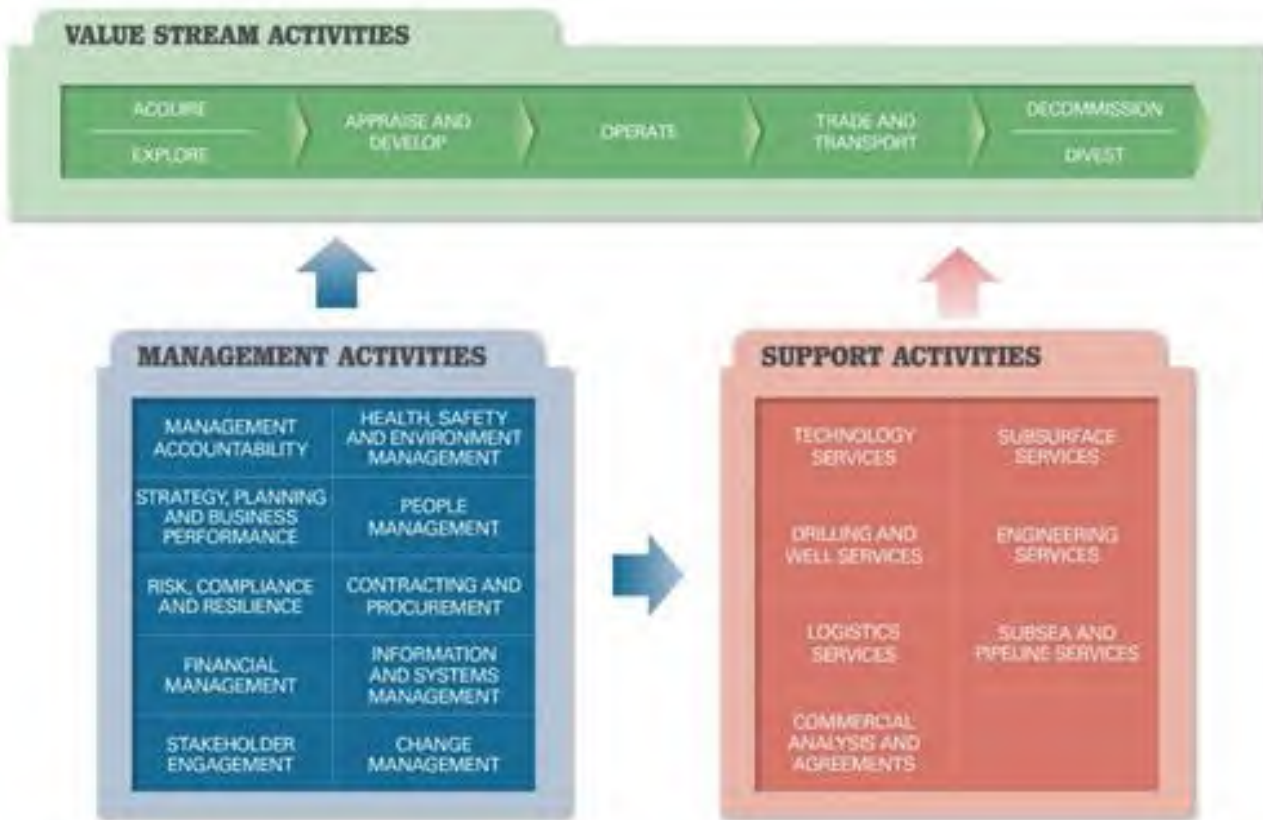 VALUE STREAM ACTIVITIES
ACQUIRE
EXPLORE
APPRAISE AND
DEVELOP
OPERATE
TRADE AND
TRANSPORT
DECOMMISSION
DIVEST
MANAGEMENT ACTIVITIES
MANAGEMENT
ACCOUNTABILITY
HEALTH, SAFETY
AND ENVIRONMENT
MANAGEMENT
STRATEGY, PLANNING
AND BUSINESS
PERFORMANCE
PEOPLE
MANAGEMENT
RISK, COMPLIANCE
AND RESILIENCE
CONTRACTING AND
PROCUREMENT
FINANCIAL
MANAGEMENT
INFORMATION
AND SYSTEMS
MANAGEMENT
STAKEHOLDER
ENGAGEMENT
CHANGE
MANAGEMENT
SUPPORT ACTIVITIES
TECHNOLOGY
SERVICES
SUBSURFACE
SERVICES
DRILLING AND
WELL SERVICES
ENGINEERING
SERVICES
LOGISTICS
SERVICES
SUBSEA AND
PIPELINE SERVICES
COMMERCIAL
ANALYSIS AND
AGREEMENTS